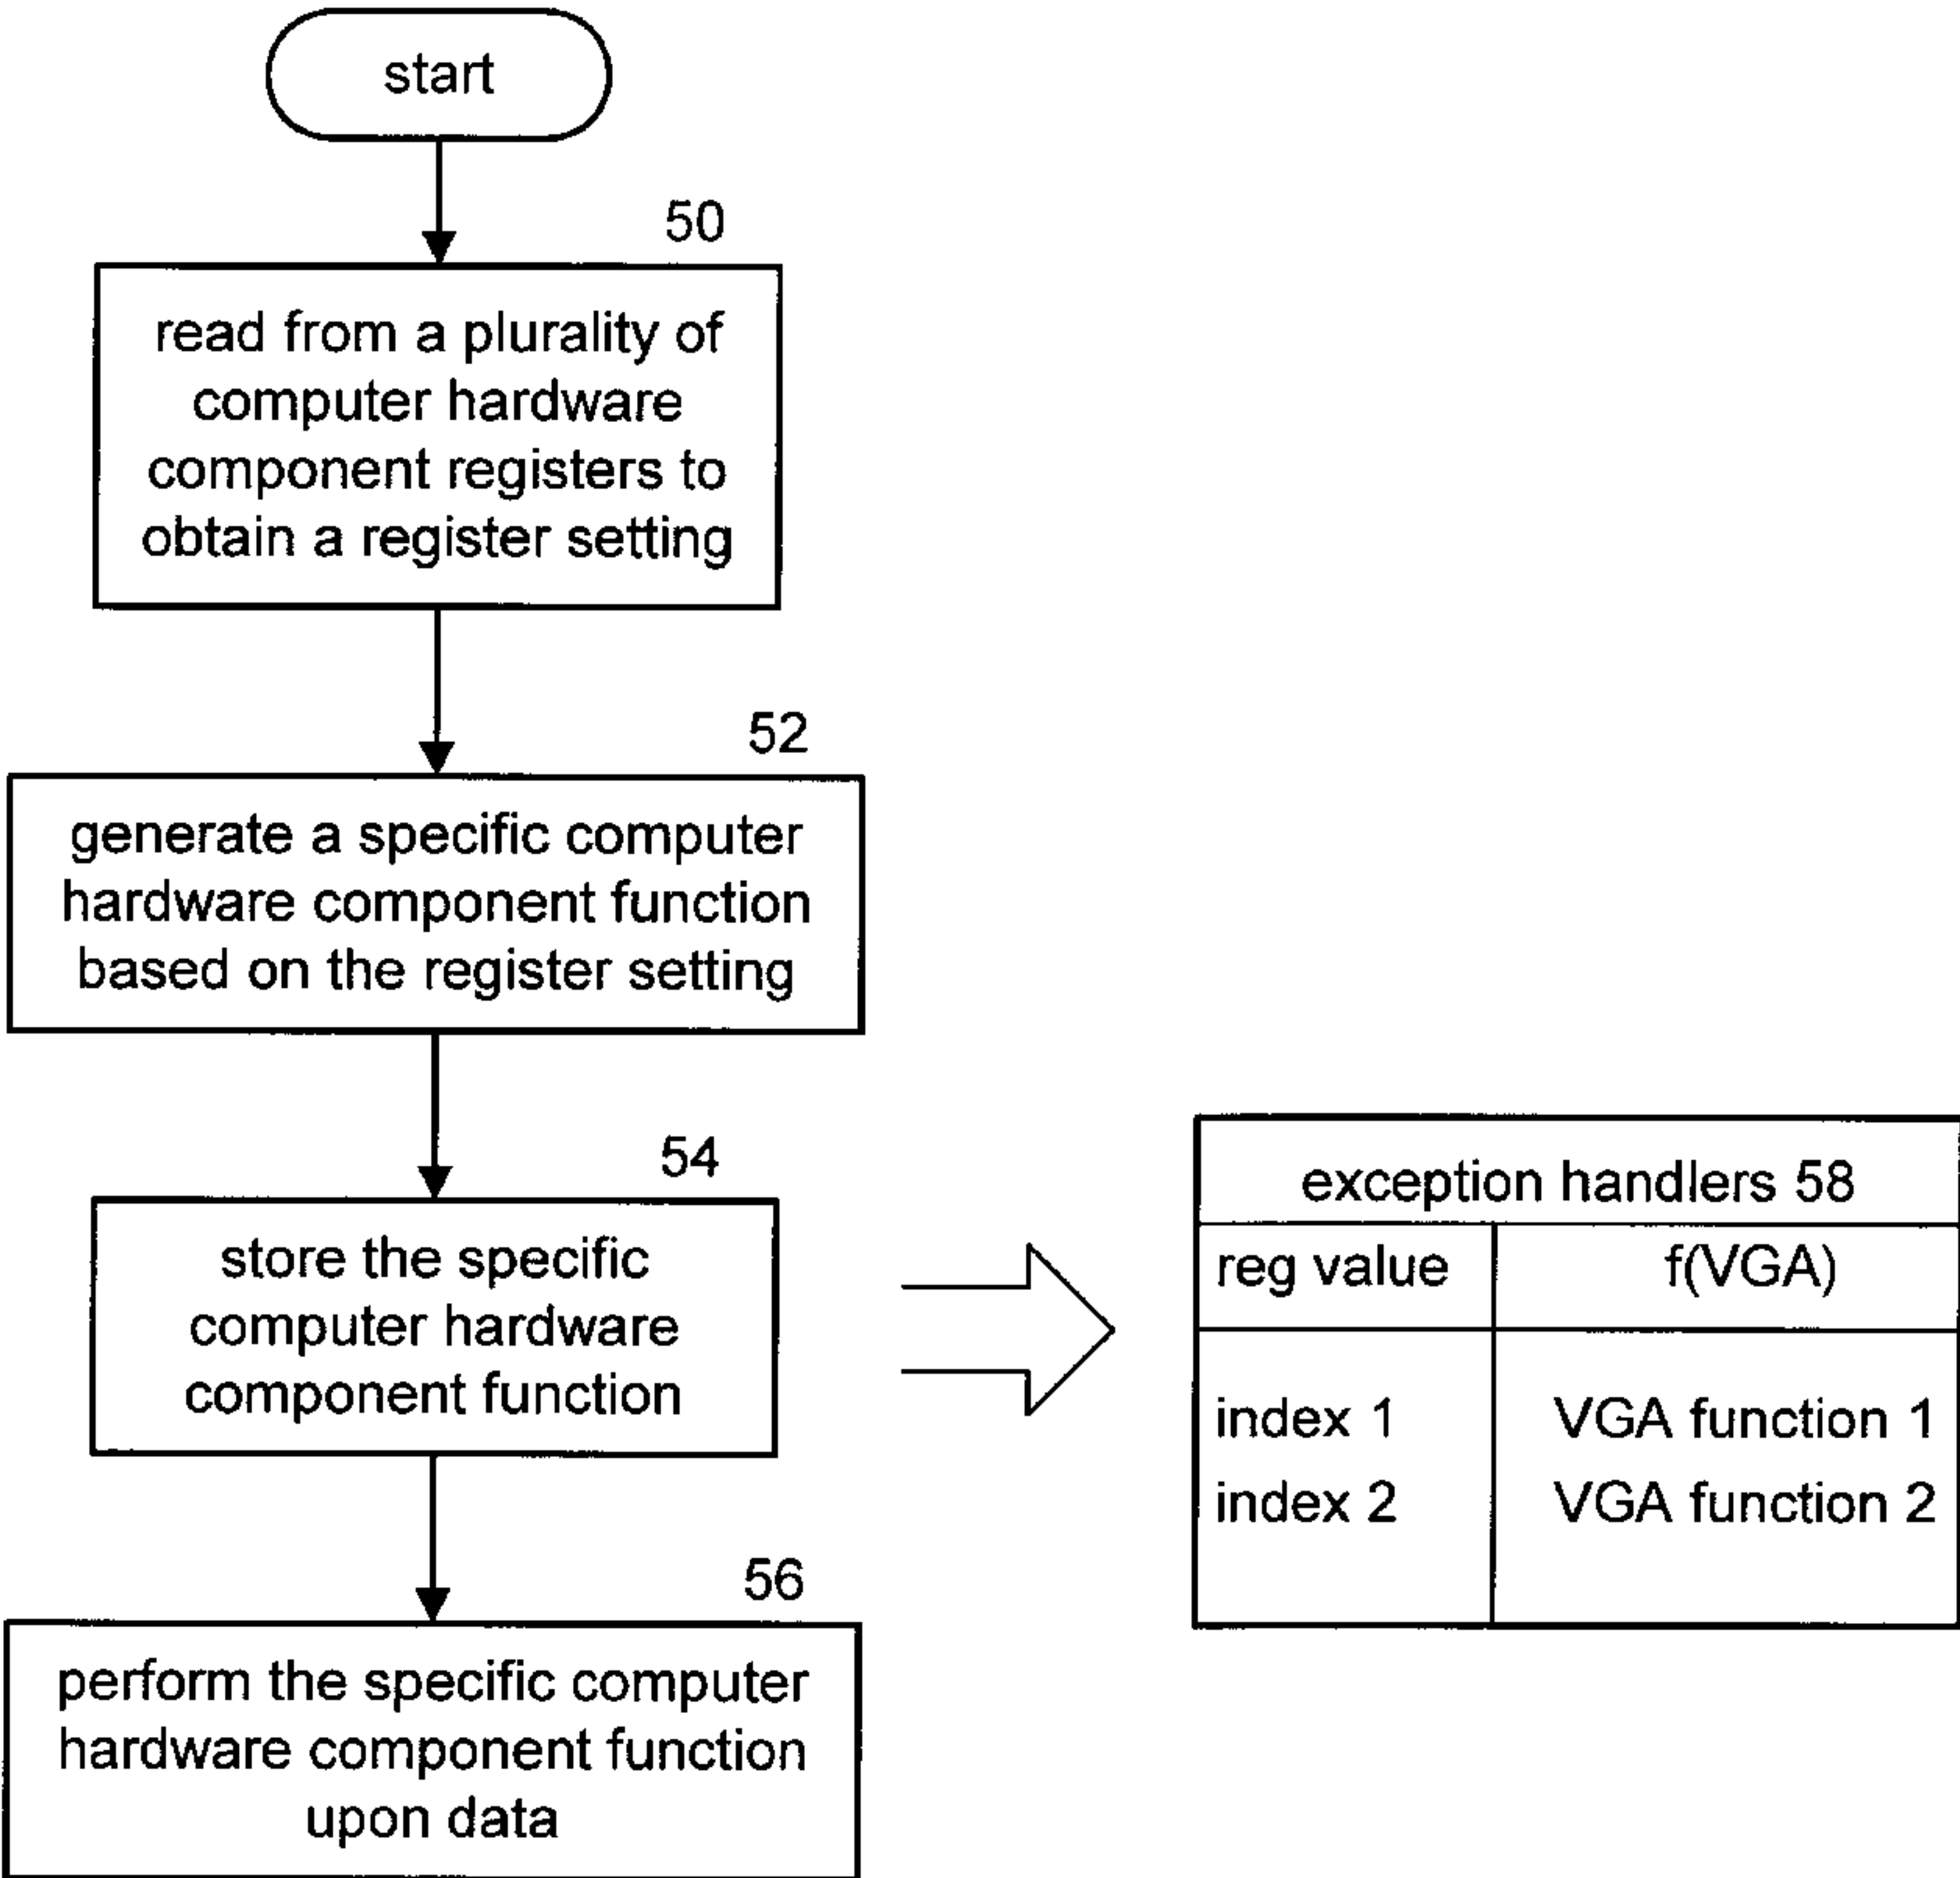 start
50
read from a plurality of
computer hardware
component registers to
obtain a register setting
52
generate a specific computer
hardware component function
based on the register setting
54
store the specific
computer hardware
component function
exception handlers 58
reg value f(VGA)
index 1 VGA function 1
index 2 VGA function 2
56
perform the specific computer
hardware component function
upon data